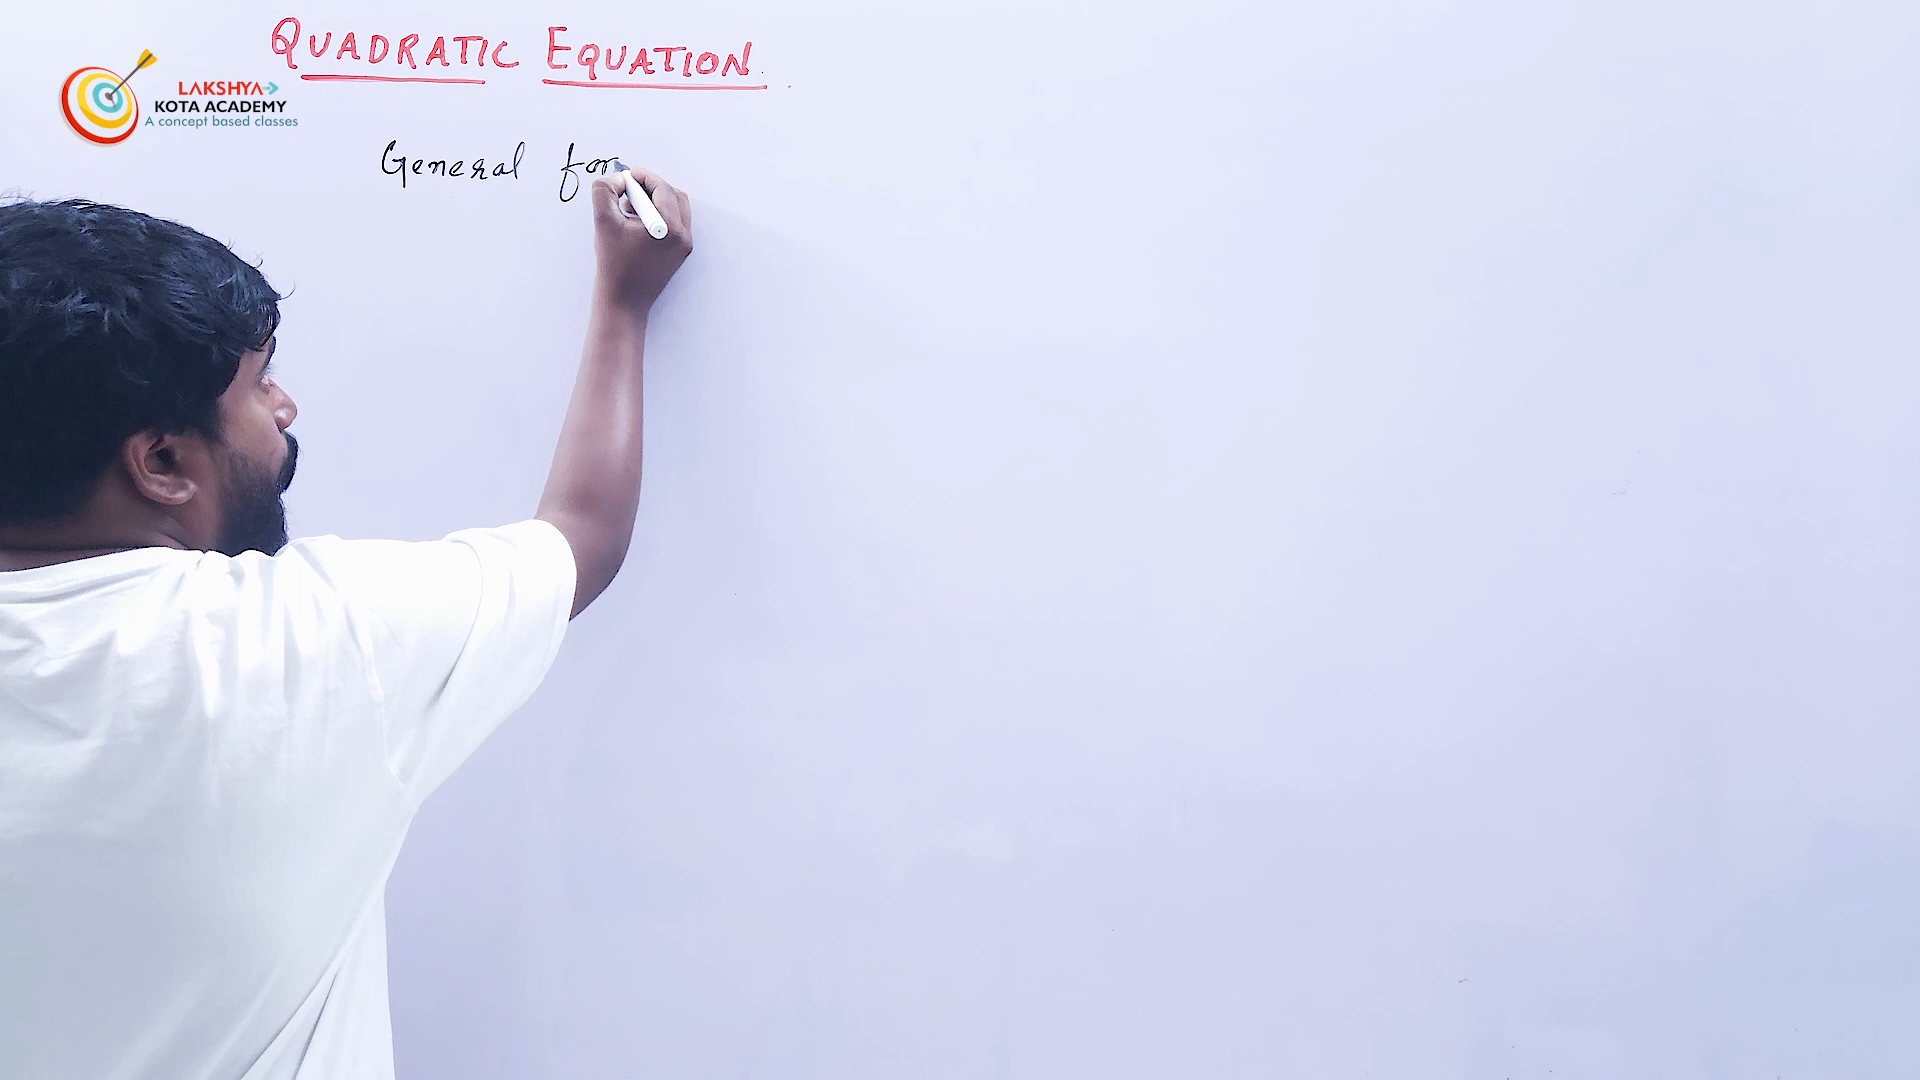 QUADRATIC EQUATION
LAKSHYA
KOTA ACADEMY
A concept based classes
General for